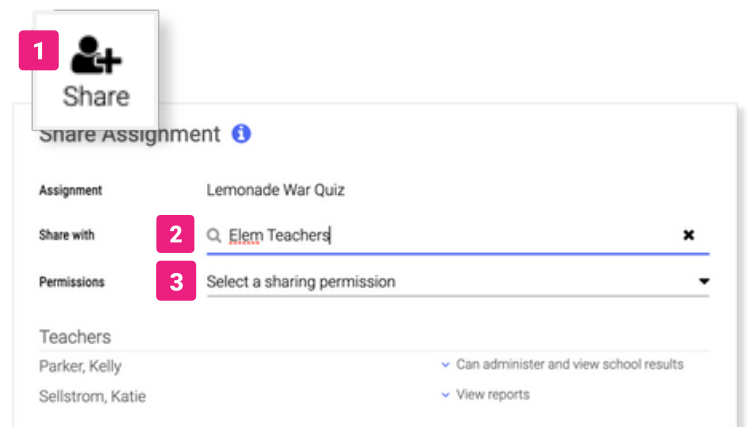 1
Share
Share Assignment
Assignment Lemonade War Quiz
Share with 2 Elem Teachers
Permissions 3 Select a sharing permission
Teachers
Parker, Kelly Can administer and view school results
Sellstrom, Katie View reports